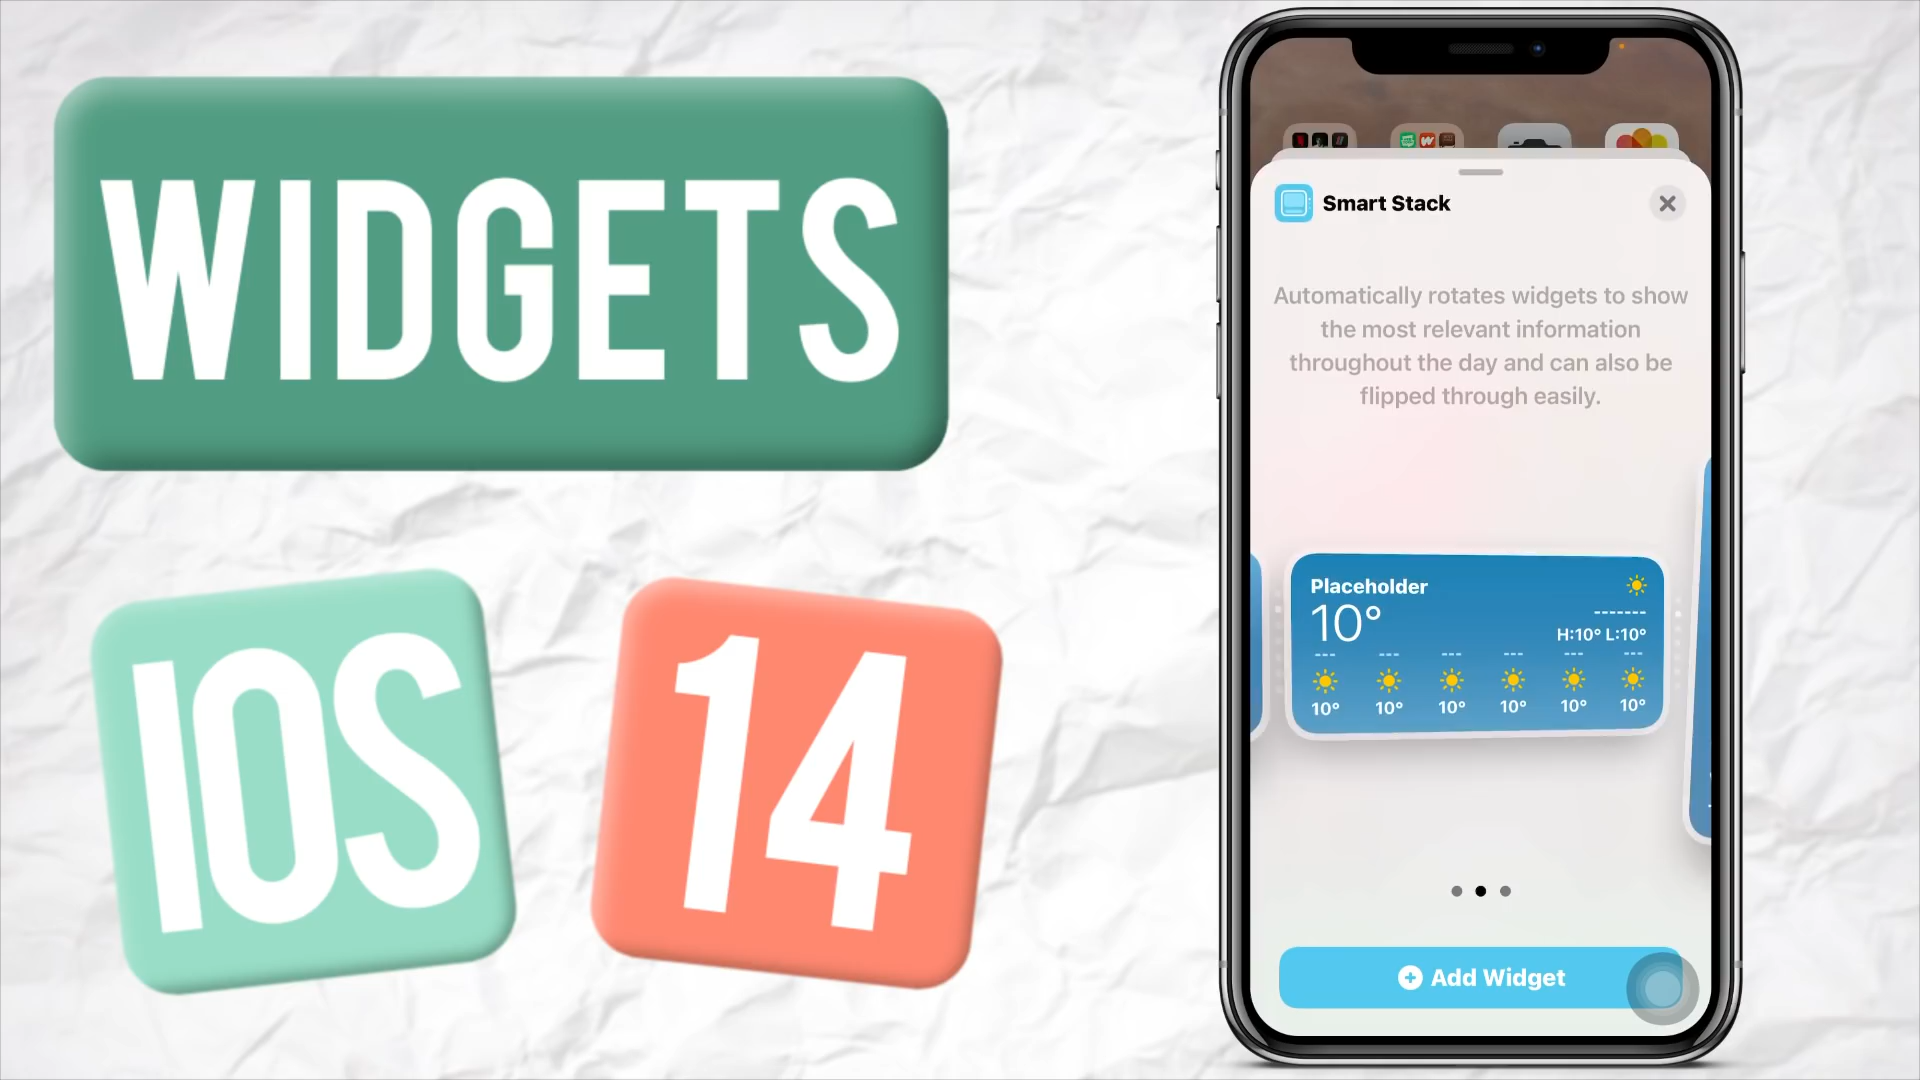 WIDGETS
IOS
14
Smart Stack
Automatically rotates widgets to show
the most relevant information
throughout the day and can also be
flipped through easily.
Placeholder
10°
-------
H:10° L:10°
--- --- --- --- --- ---
10° 10° 10° 10° 10° 10°
Add Widget